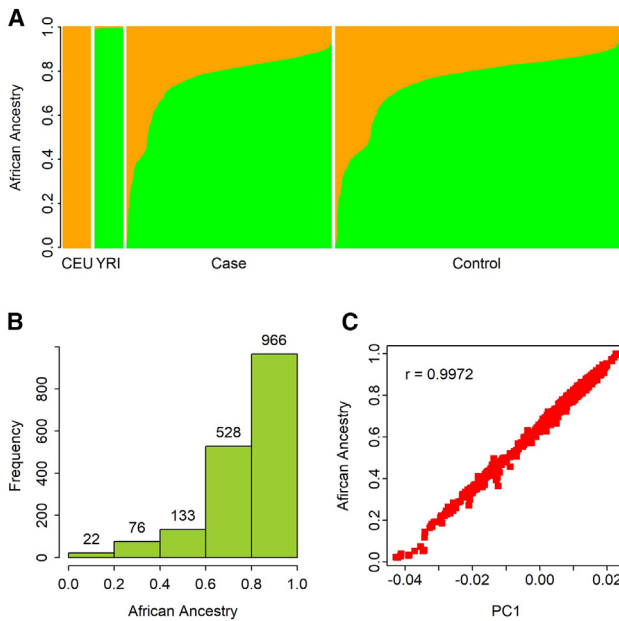 A
African Ancestry
0.0 0.2 0.4 0.6 0.8 1.0
CEU YRI Case Control
B
Frequency
0 200 400 600 800
22 76 133 528 966
0.0 0.2 0.4 0.6 0.8 1.0
African Ancestry
C
r = 0.9972
Afircan Ancestry
0.0 0.2 0.4 0.6 0.8 1.0
-0.04 -0.02 0.00 0.02
PC1